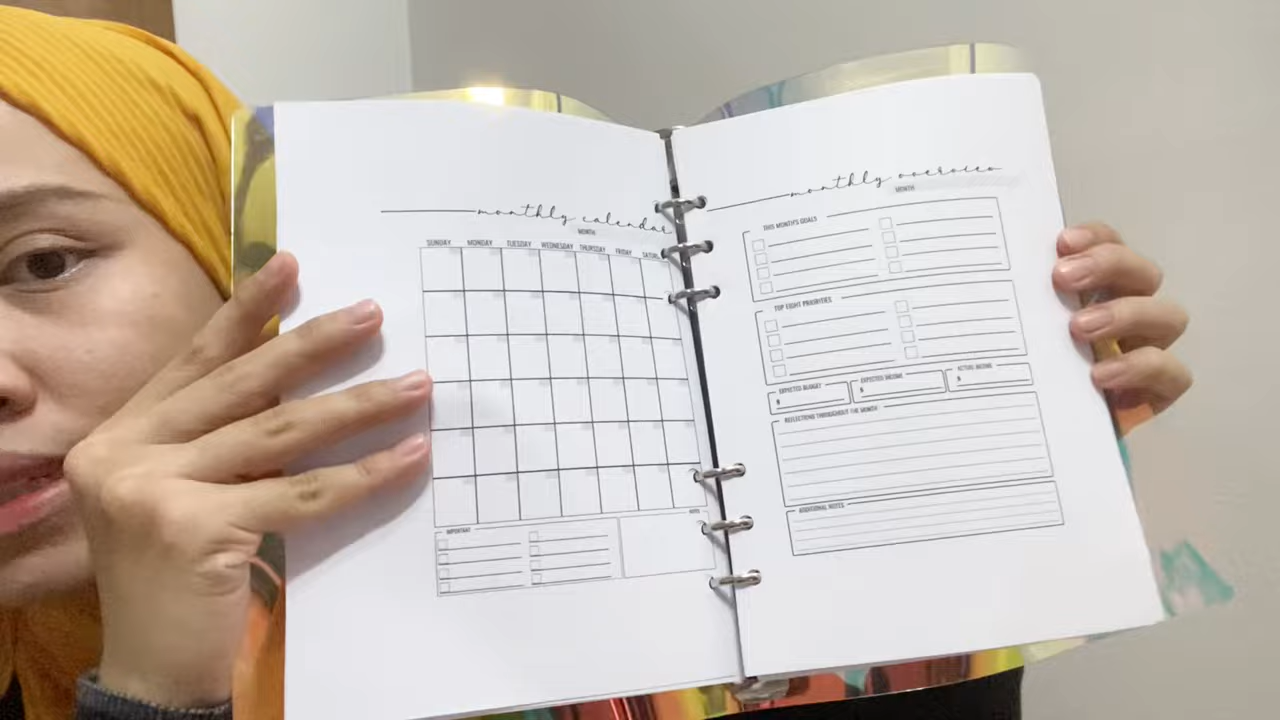 monthly calendar
MONTH
SUNDAY MONDAY TUESDAY WEDNESDAY THURSDAY FRIDAY
IMPORTANT
NOTES
monthly overview
MONTH
THIS MONTH'S GOALS
TOP EIGHT PRIORITIES
EXPECTED BUDGET EXPECTED INCOME ACTUAL INCOME
$ $ $
REFLECTIONS THROUGHOUT THE MONTH
ADDITIONAL NOTES